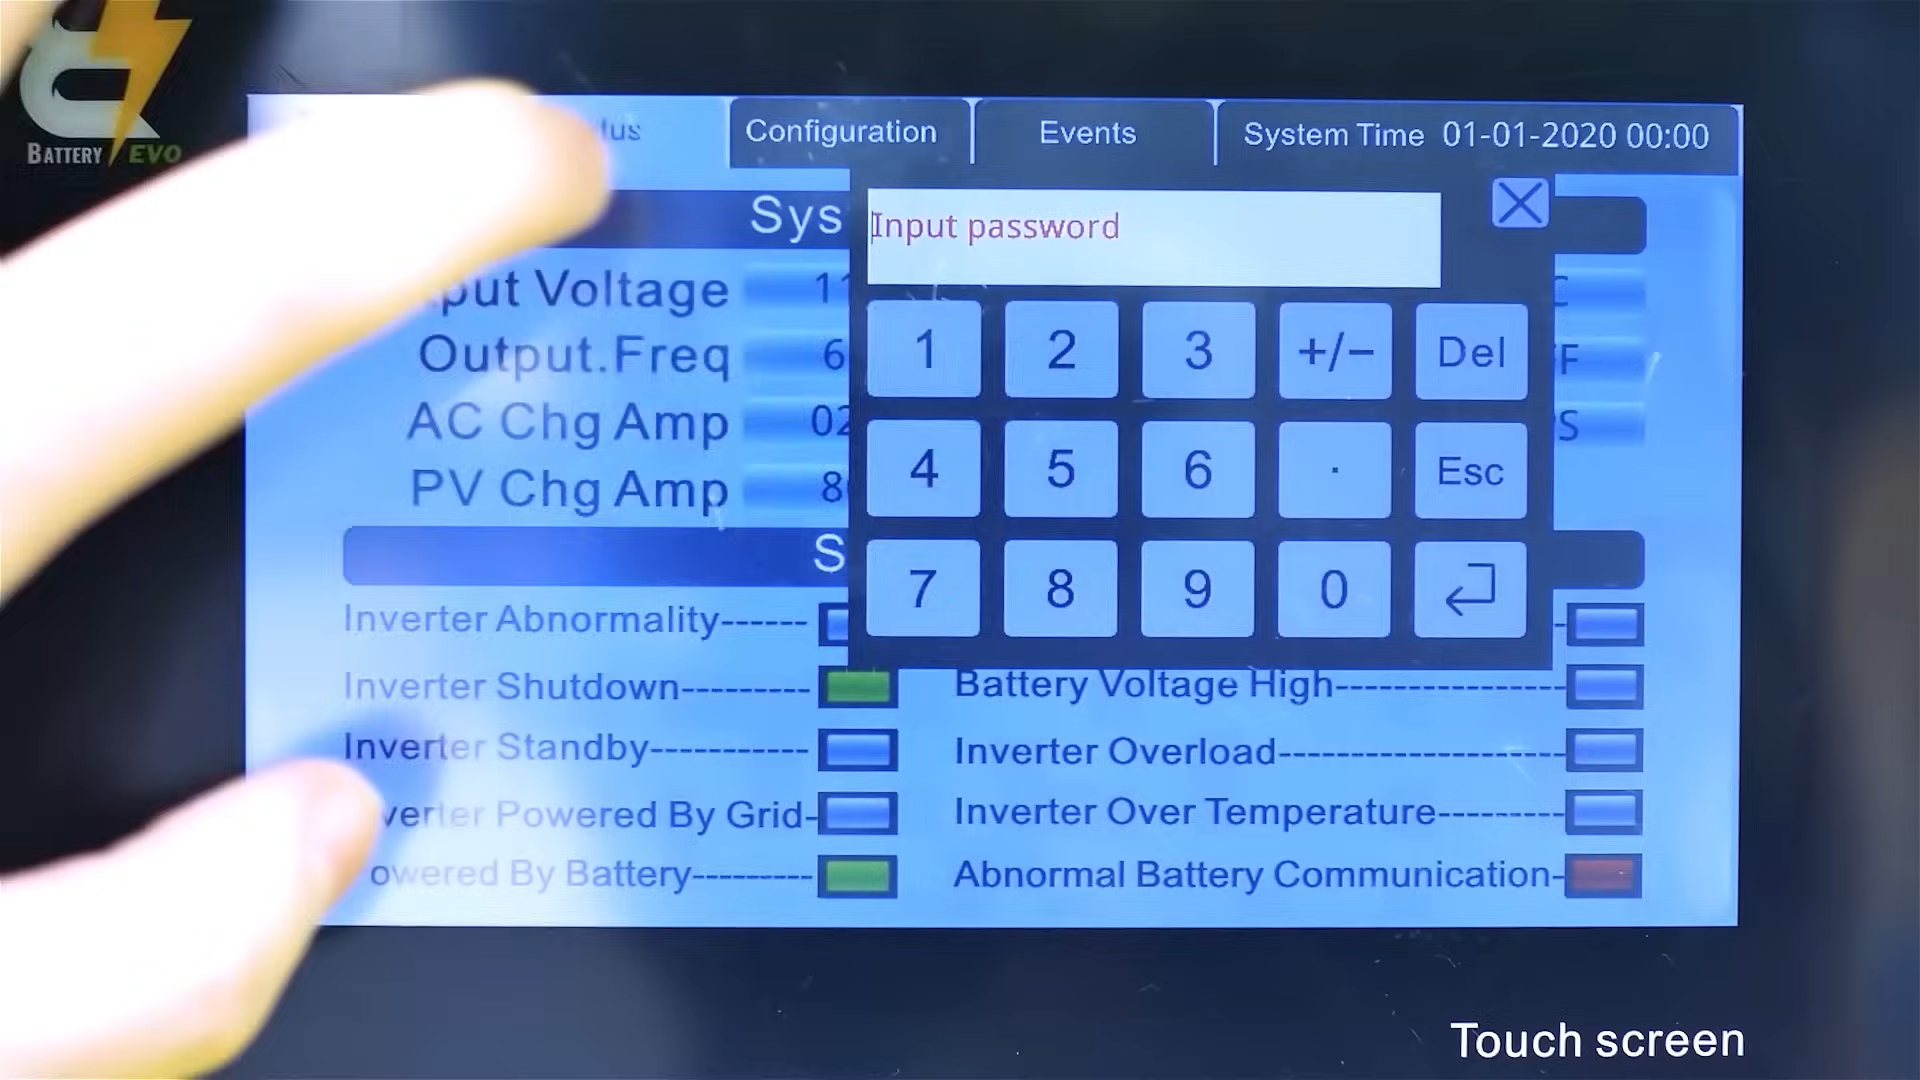 BATTERY EVO
Configuration
Events
System Time 01-01-2020 00:00
Input password
Output.Freq
AC Chg Amp
PV Chg Amp
Voltage
1 2 3 +/- Del
4 5 6 . Esc
7 8 9 0
Inverter Abnormality------
Inverter Shutdown---------
Battery Voltage High-----------------
Inverter Standby-----------
Inverter Overload---------------------
Powered By Grid-
Inverter Over Temperature---------
By Battery---------
Abnormal Battery Communication-
Touch screen